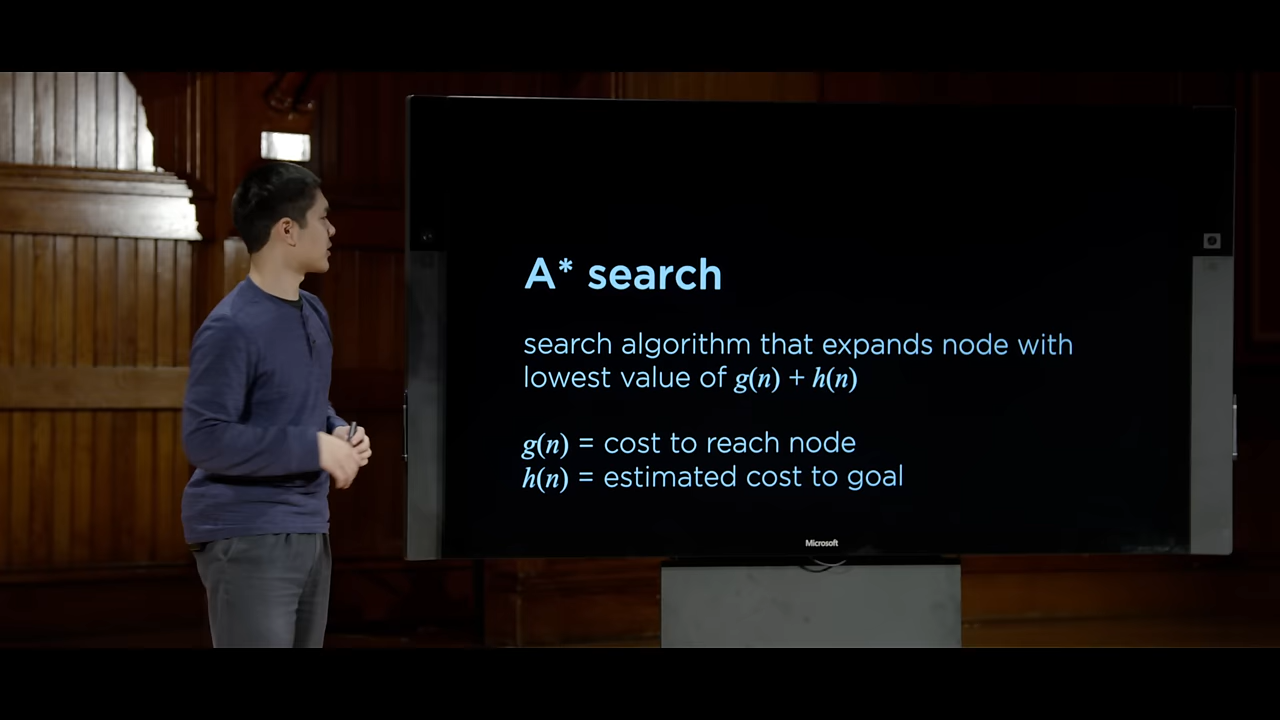 A* search
search algorithm that expands node with
lowest value of g(n) + h(n)
g(n) = cost to reach node
h(n) = estimated cost to goal
Microsoft